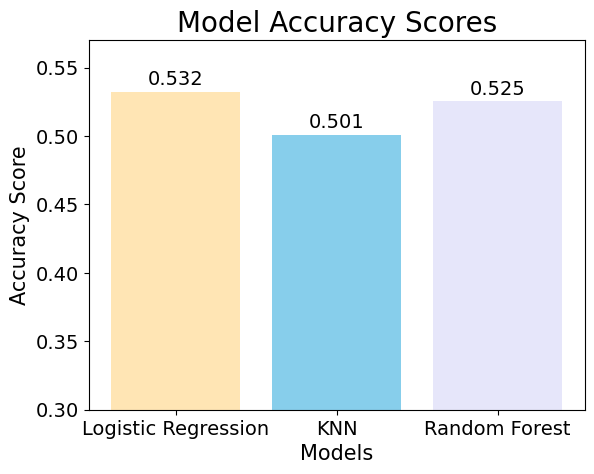 Model Accuracy Scores
0.55
0.50
0.45
0.40
0.35
0.30
Accuracy Score
0.532
0.501
0.525
Logistic Regression
KNN
Random Forest
Models